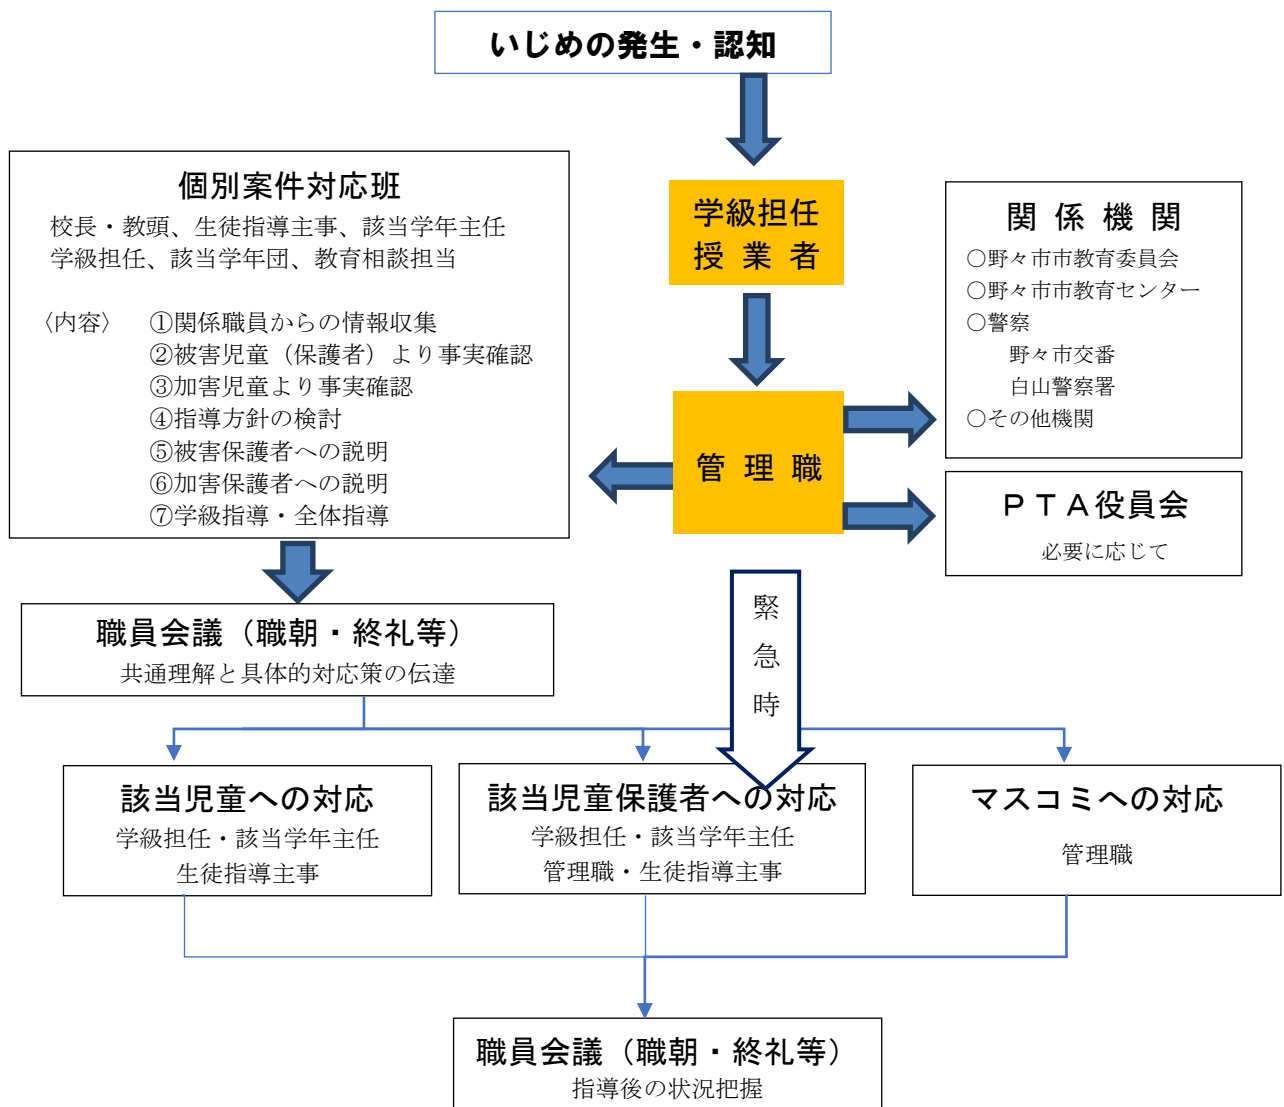 いじめの発生・認知
個別案件対応班
校長・教頭、生徒指導主事、該当学年主任
学級担任、該当学年団、教育相談担当
〈内容〉 ①関係職員からの情報収集
②被害児童（保護者）より事実確認
③加害児童より事実確認
④指導方針の検討
⑤被害保護者への説明
⑥加害保護者への説明
⑦学級指導・全体指導
学級担任
授 業 者
関 係 機 関
○野々市市教育委員会
○野々市市教育センター
○警察
野々市交番
白山警察署
○その他機関
管 理 職
ＰＴＡ役員会
必要に応じて
緊急時
職員会議（職朝・終礼等）
共通理解と具体的対応策の伝達
該当児童への対応
学級担任・該当学年主任
生徒指導主事
該当児童保護者への対応
学級担任・該当学年主任
管理職・生徒指導主事
マスコミへの対応
管理職
職員会議（職朝・終礼等）
指導後の状況把握